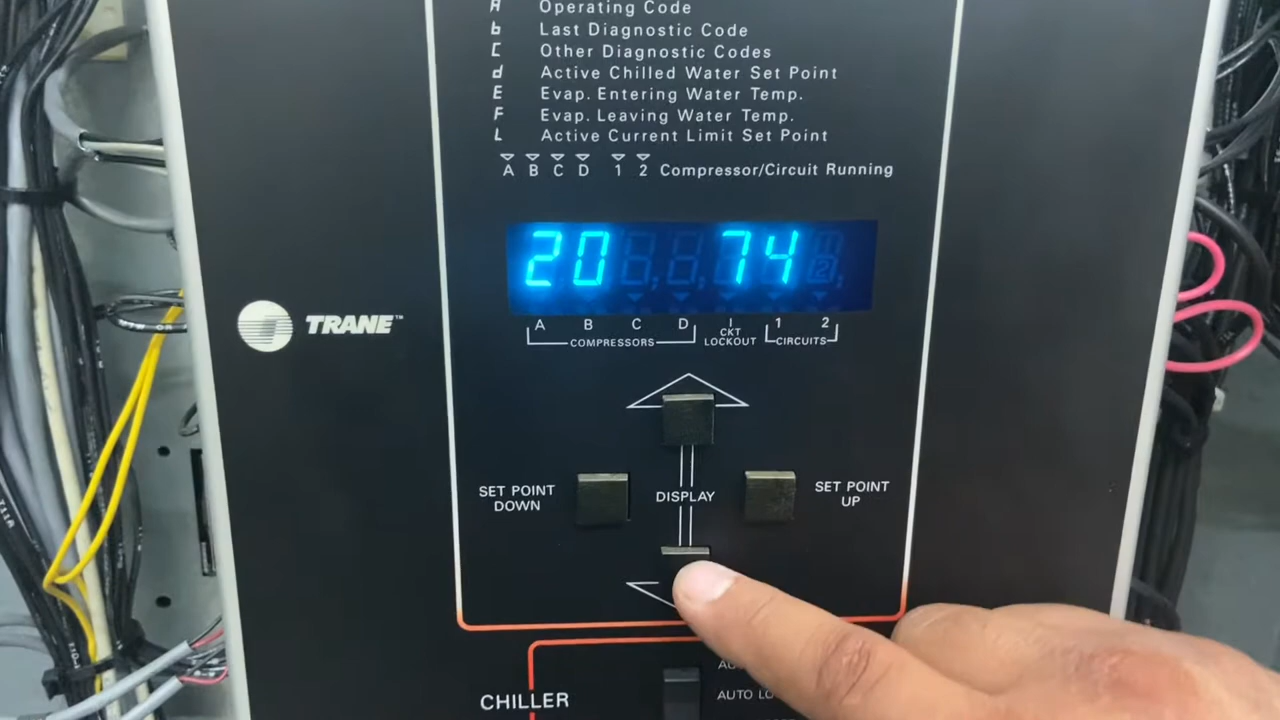 A Operating Code
b Last Diagnostic Code
C Other Diagnostic Codes
d Active Chilled Water Set Point
E Evap. Entering Water Temp.
F Evap. Leaving Water Temp.
L Active Current Limit Set Point
A B C D 1 2 Compressor/Circuit Running
20 74
A B C D 1 2
COMPRESSORS CKT LOCKOUT CIRCUITS
TRANE™
SET POINT DOWN DISPLAY SET POINT UP
CHILLER
AUTO